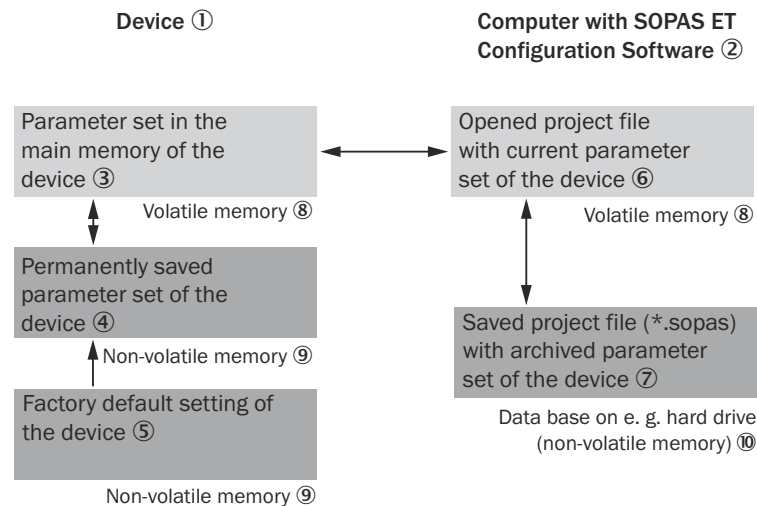 Device ①
Computer with SOPAS ET
Configuration Software ②
Parameter set in the
main memory of the
device ③
Volatile memory ⑧
Permanently saved
parameter set of the
device ④
Non-volatile memory ⑨
Factory default setting of
the device ⑤
Non-volatile memory ⑨
Opened project file
with current parameter
set of the device ⑥
Volatile memory ⑧
Saved project file (*.sopas)
with archived parameter
set of the device ⑦
Data base on e. g. hard drive
(non-volatile memory) ⑩